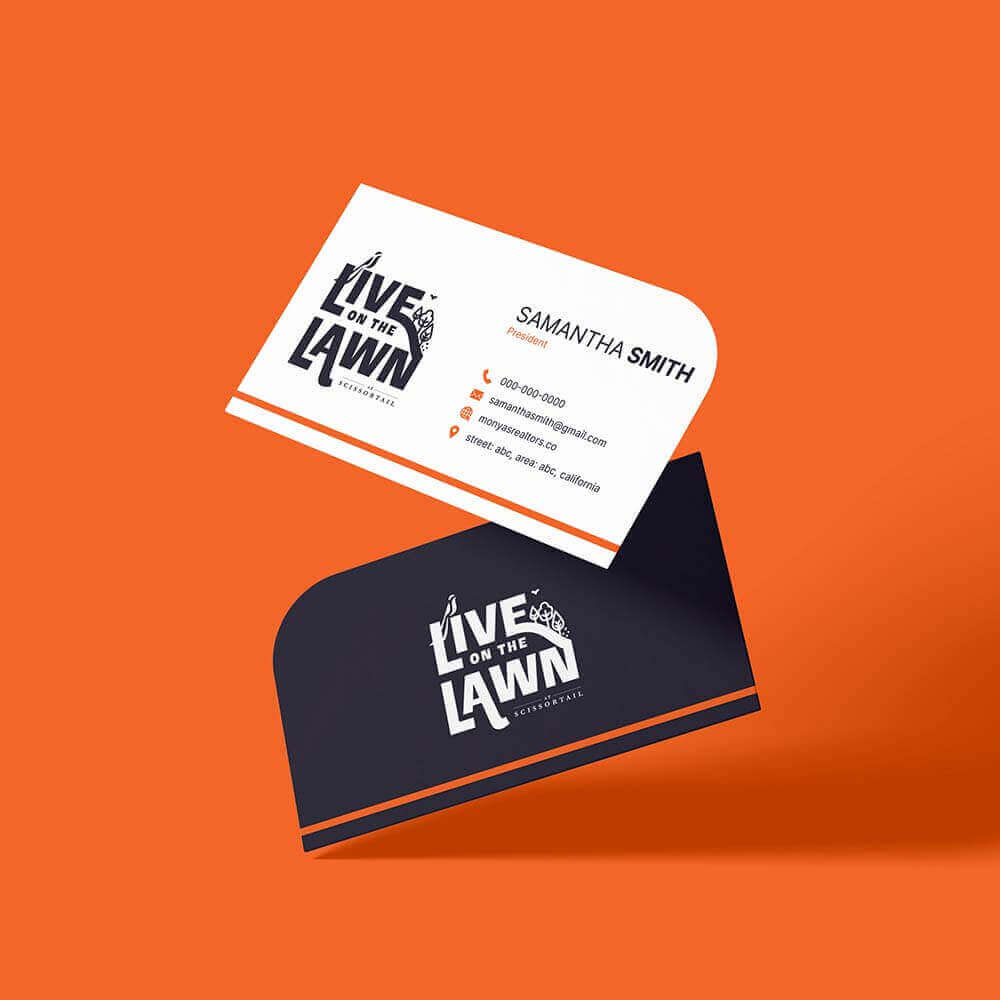 LIVE
ON THE
LAWN
AT
SCISSORTAIL
SAMANTHA SMITH
President
000-000-0000
samanthasmith@gmail.com
monyasrealtors.co
street: abc, area: abc, california
LIVE
ON THE
LAWN
AT
SCISSORTAIL